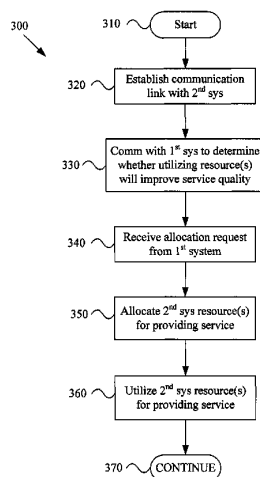 300
310
Start
320
Establish communication
link with 2nd sys
330
Comm with 1st sys to determine
whether utilizing resource(s)
will improve service quality
340
Receive allocation request
from 1st system
350
Allocate 2nd sys resource(s)
for providing service
360
Utilize 2nd sys resource(s)
for providing service
370
CONTINUE